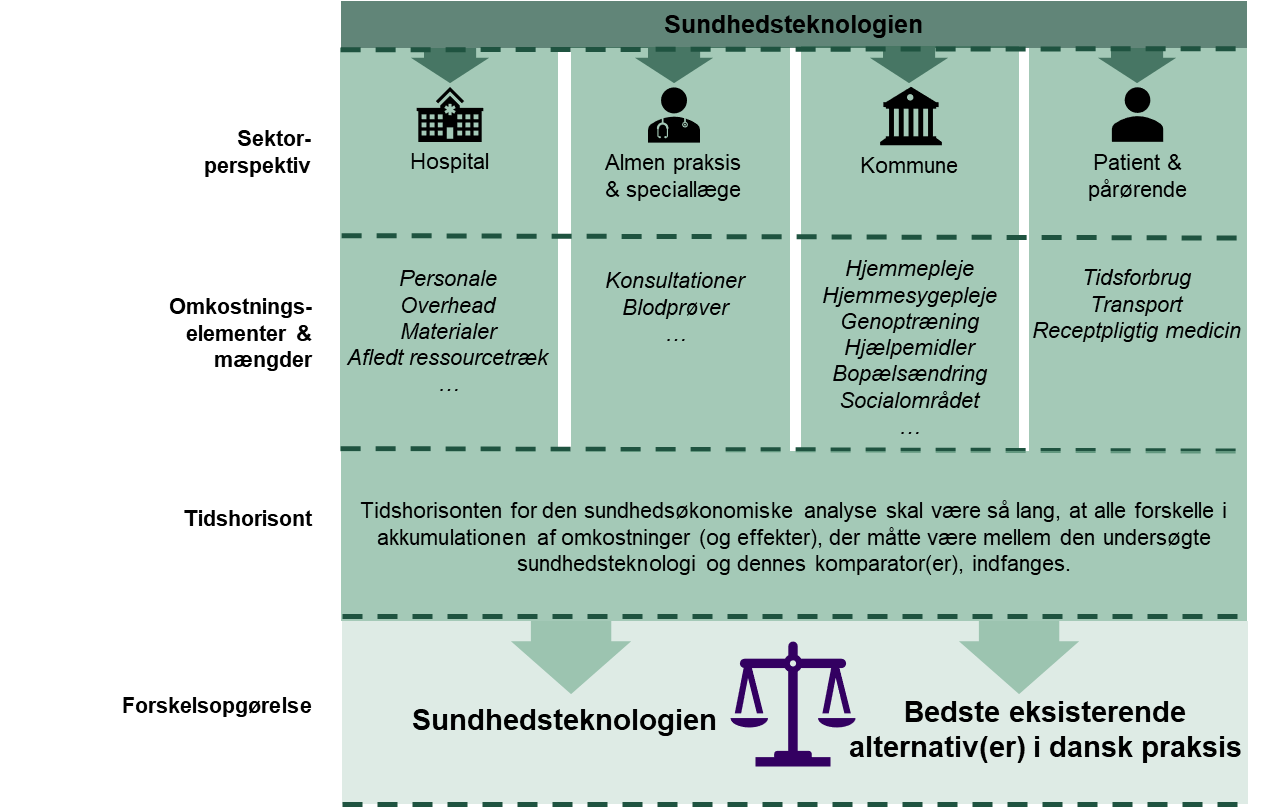 Sundhedsteknologien
Sektor-
perspektiv
Hospital
Almen praksis
& speciallæge
Kommune
Patient &
pårørende
Omkostnings-
elementer &
mængder
Personale
Overhead
Materialer
Afledt ressourcetræk
…
Konsultationer
Blodprøver
…
Hjemmepleje
Hjemmesygepleje
Genoptræning
Hjælpemidler
Bopælsændring
Socialområdet
…
Tidsforbrug
Transport
Receptpligtig medicin
Tidshorisont
Tidshorisonten for den sundhedsøkonomiske analyse skal være så lang, at alle forskelle i
akkumulationen af omkostninger (og effekter), der måtte være mellem den undersøgte
sundhedsteknologi og dennes komparator(er), indfanges.
Forskelsopgørelse
Sundhedsteknologien
Bedste eksisterende
alternativ(er) i dansk praksis